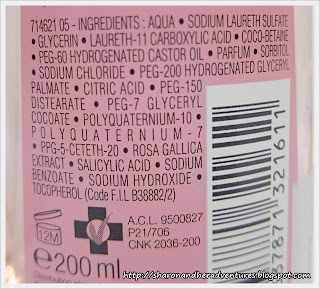 714621 05 - INGREDIENTS : AQUA • SODIUM LAURETH SULFATE
• GLYCERIN • LAURETH-11 CARBOXYLIC ACID • COCO-BETAINE
• PEG-60 HYDROGENATED CASTOR OIL • PARFUM • SORBITOL
• SODIUM CHLORIDE • PEG-200 HYDROGENATED GLYCERYL
PALMATE • CITRIC ACID • PEG-150
DISTEARATE • PEG-7 GLYCERYL
COCOATE • POLYQUATERNIUM-10 •
POLYQUATERNIUM-7
• PPG-5-CETETH-20 • ROSA GALLICA
EXTRACT • SALICYLIC ACID • SODIUM
BENZOATE • SODIUM HYDROXIDE •
TOCOPHEROL (Code F.I.L B38882/2)
12M
A.C.L. 9500827
P21/706
CNK 2036-200
e 200 ml
337871 321611
http://sharonandheradventures.blogspot.com